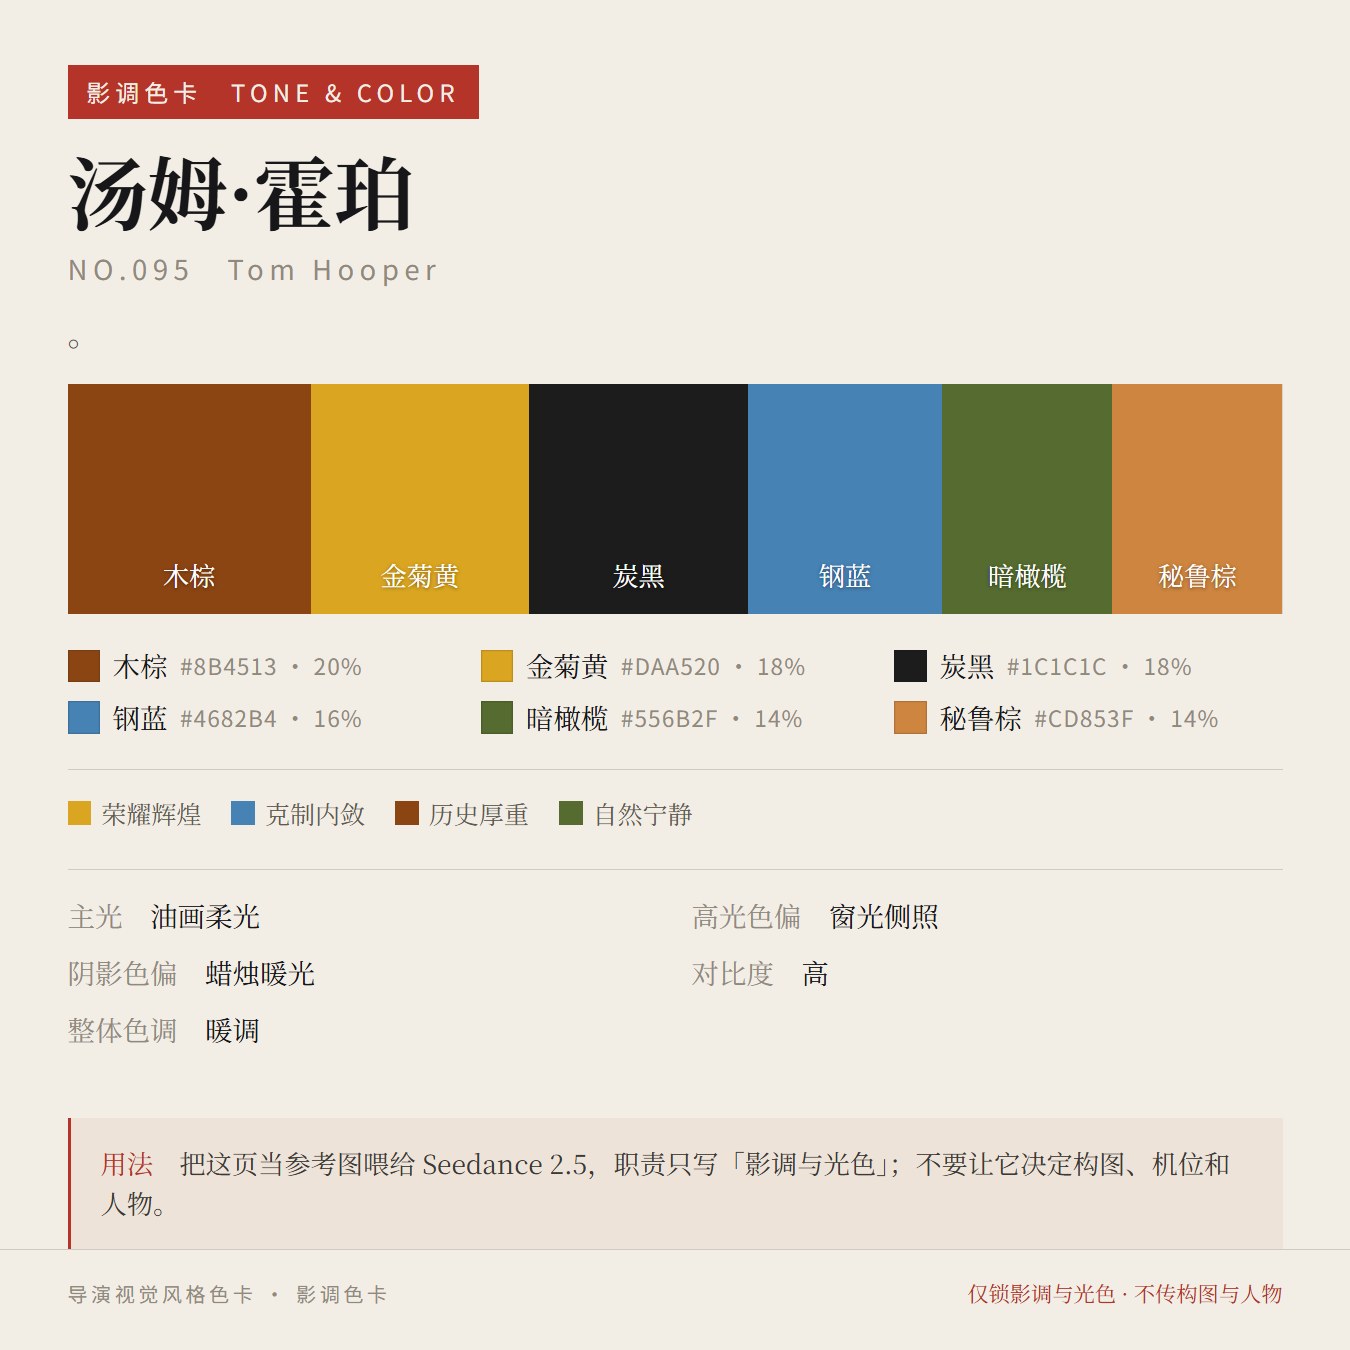 影调色卡 TONE & COLOR
汤姆·霍珀
NO.095 Tom Hooper
。
木棕 金菊黄 炭黑 钢蓝 暗橄榄 秘鲁棕
木棕 #8B4513 · 20% 金菊黄 #DAA520 · 18% 炭黑 #1C1C1C · 18%
钢蓝 #4682B4 · 16% 暗橄榄 #556B2F · 14% 秘鲁棕 #CD853F · 14%
荣耀辉煌 克制内敛 历史厚重 自然宁静
主光 油画柔光 高光色偏 窗光侧照
阴影色偏 蜡烛暖光 对比度 高
整体色调 暖调
用法 把这页当参考图喂给 Seedance 2.5，职责只写「影调与光色」；不要让它决定构图、机位和
人物。
导演视觉风格色卡 · 影调色卡 仅锁影调与光色 · 不传构图与人物